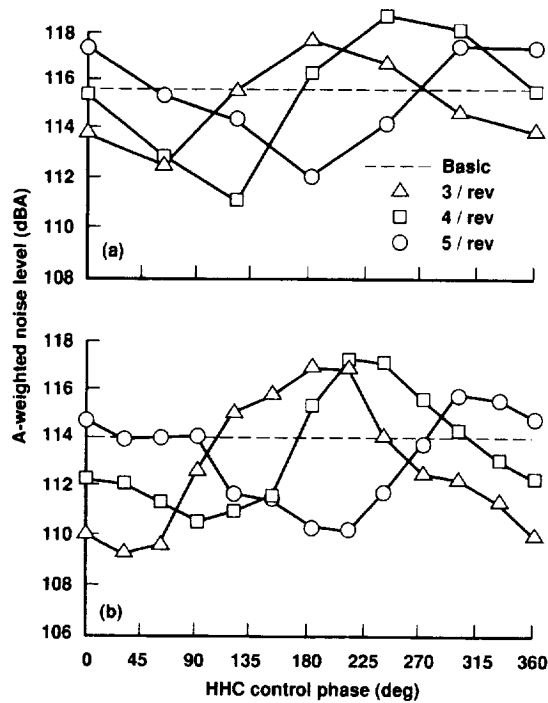 118
116
114
112
110
108
(a)
Basic
3 / rev
4 / rev
5 / rev
A-weighted noise level (dBA)
118
116
114
112
110
108
106
(b)
0 45 90 135 180 225 270 315 360
HHC control phase (deg)